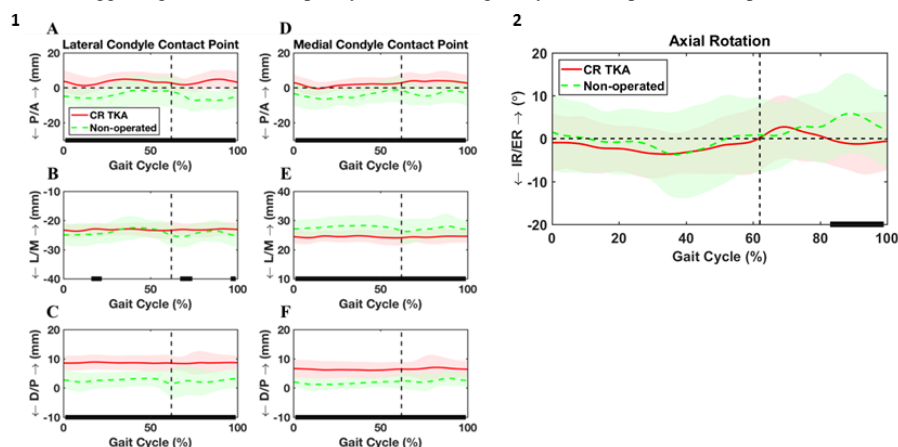 1
2
A
D
Lateral Condyle Contact Point
Medial Condyle Contact Point
← P/A → (mm)
20
0
-30
CR TKA
Non-operated
0
50
100
Gait Cycle (%)
← P/A → (mm)
20
0
-30
0
50
100
Gait Cycle (%)
B
← L/M → (mm)
-10
-20
-30
-40
0
50
100
Gait Cycle (%)
E
← L/M → (mm)
40
30
20
10
0
50
100
Gait Cycle (%)
C
← D/P → (mm)
20
10
0
-10
0
50
100
Gait Cycle (%)
F
← D/P → (mm)
20
10
0
-10
0
50
100
Gait Cycle (%)
Axial Rotation
← IR/ER → (°)
20
10
0
-10
-20
CR TKA
Non-operated
0
20
40
60
80
100
Gait Cycle (%)